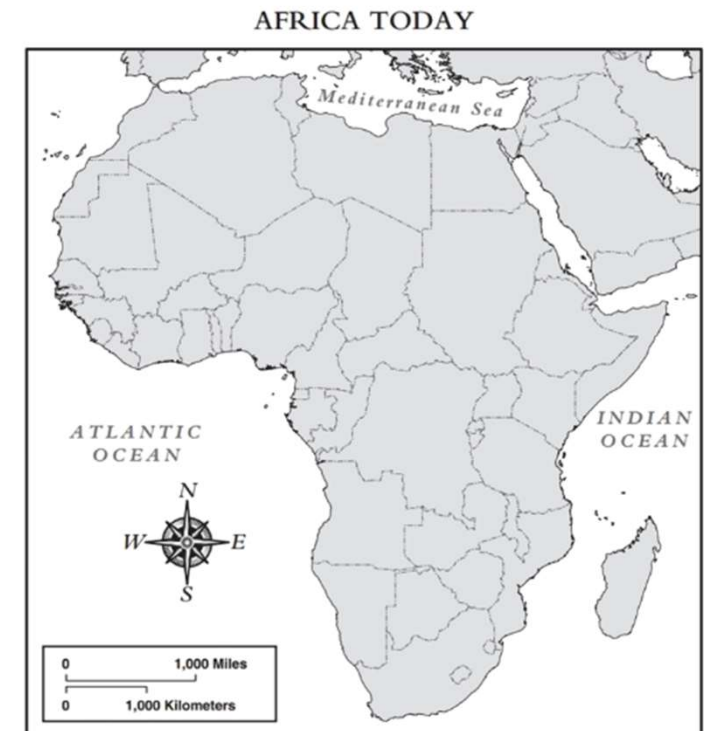 AFRICA TODAY
Mediterranean Sea
ATLANTIC
OCEAN
INDIAN
OCEAN
N
W E
S
0 1,000 Miles
0 1,000 Kilometers